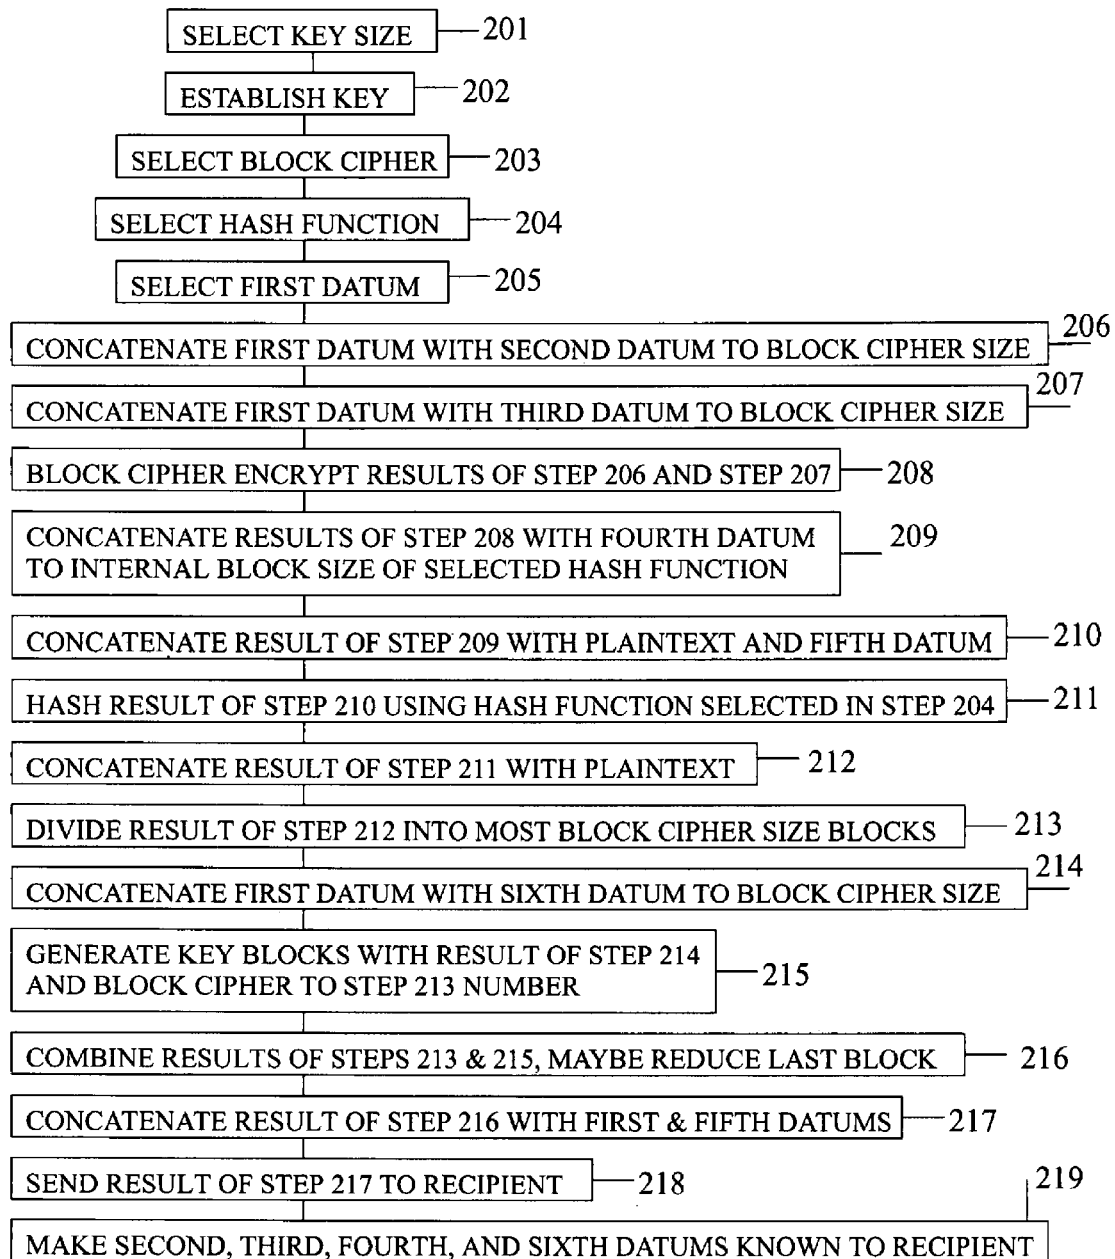 SELECT KEY SIZE 201
ESTABLISH KEY 202
SELECT BLOCK CIPHER 203
SELECT HASH FUNCTION 204
SELECT FIRST DATUM 205
CONCATENATE FIRST DATUM WITH SECOND DATUM TO BLOCK CIPHER SIZE 206
CONCATENATE FIRST DATUM WITH THIRD DATUM TO BLOCK CIPHER SIZE 207
BLOCK CIPHER ENCRYPT RESULTS OF STEP 206 AND STEP 207 208
CONCATENATE RESULTS OF STEP 208 WITH FOURTH DATUM 209
TO INTERNAL BLOCK SIZE OF SELECTED HASH FUNCTION
CONCATENATE RESULT OF STEP 209 WITH PLAINTEXT AND FIFTH DATUM 210
HASH RESULT OF STEP 210 USING HASH FUNCTION SELECTED IN STEP 204 211
CONCATENATE RESULT OF STEP 211 WITH PLAINTEXT 212
DIVIDE RESULT OF STEP 212 INTO MOST BLOCK CIPHER SIZE BLOCKS 213
CONCATENATE FIRST DATUM WITH SIXTH DATUM TO BLOCK CIPHER SIZE 214
GENERATE KEY BLOCKS WITH RESULT OF STEP 214
AND BLOCK CIPHER TO STEP 213 NUMBER 215
COMBINE RESULTS OF STEPS 213 & 215, MAYBE REDUCE LAST BLOCK 216
CONCATENATE RESULT OF STEP 216 WITH FIRST & FIFTH DATUMS 217
SEND RESULT OF STEP 217 TO RECIPIENT 218
219
MAKE SECOND, THIRD, FOURTH, AND SIXTH DATUMS KNOWN TO RECIPIENT